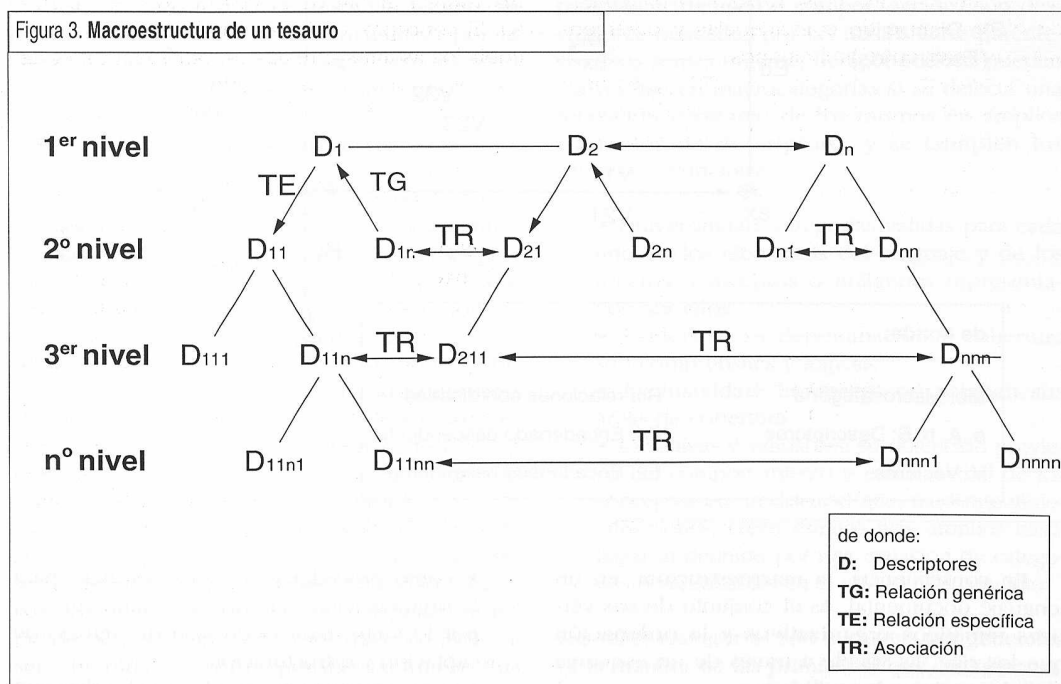 Figura 3. Macroestructura de un tesauro
1er nivel D1 D2 Dn
TE TG
2º nivel D11 D1r. TR D21 D2n Dn1 TR Dnn
3er nivel D111 D11n TR D211 TR Dnnn
nº nivel D11n1 D11nn TR Dnnn1 Dnnnn
de donde:
D: Descriptores
TG: Relación genérica
TE: Relación específica
TR: Asociación